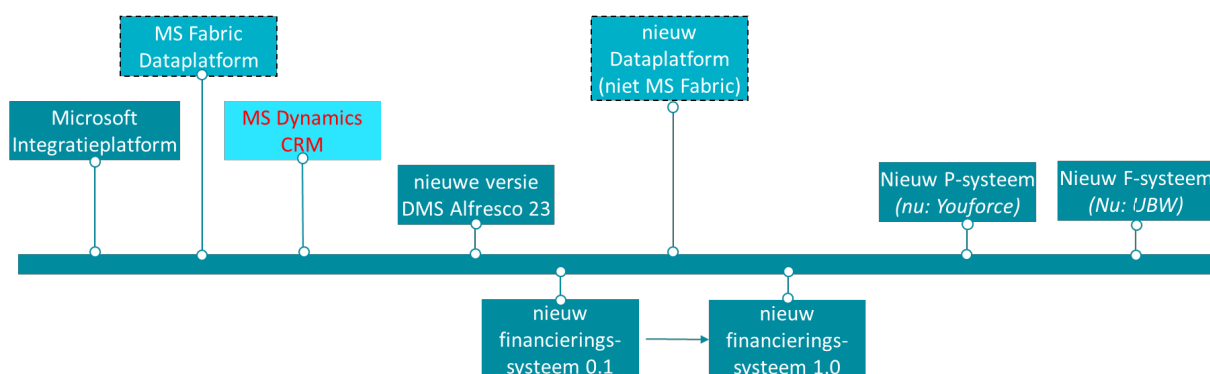 MS Fabric
Dataplatform
nieuw
Dataplatform
(niet MS Fabric)
Microsoft
Integratieplatform
MS Dynamics
CRM
nieuwe versie
DMS Alfresco 23
Nieuw P-systeem
(nu: Youforce)
Nieuw F-systeem
(Nu: UBW)
nieuw
financierings-
systeem 0.1
nieuw
financierings-
systeem 1.0